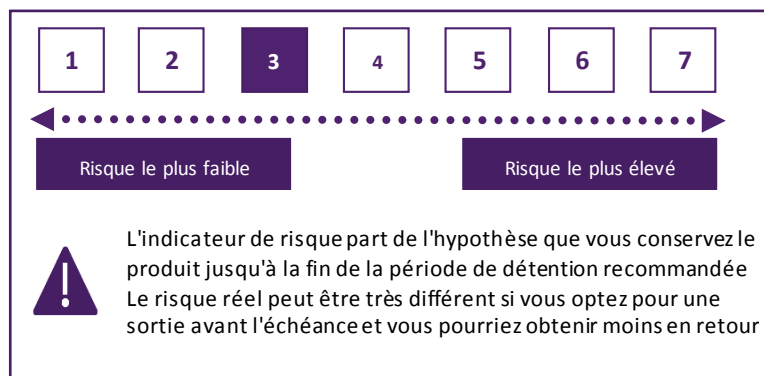 1 2 3 4 5 6 7
Risque le plus faible Risque le plus élevé
L'indicateur de risque part de l'hypothèse que vous conservez le
produit jusqu'à la fin de la période de détention recommandée
Le risque réel peut être très différent si vous optez pour une
sortie avant l'échéance et vous pourriez obtenir moins en retour